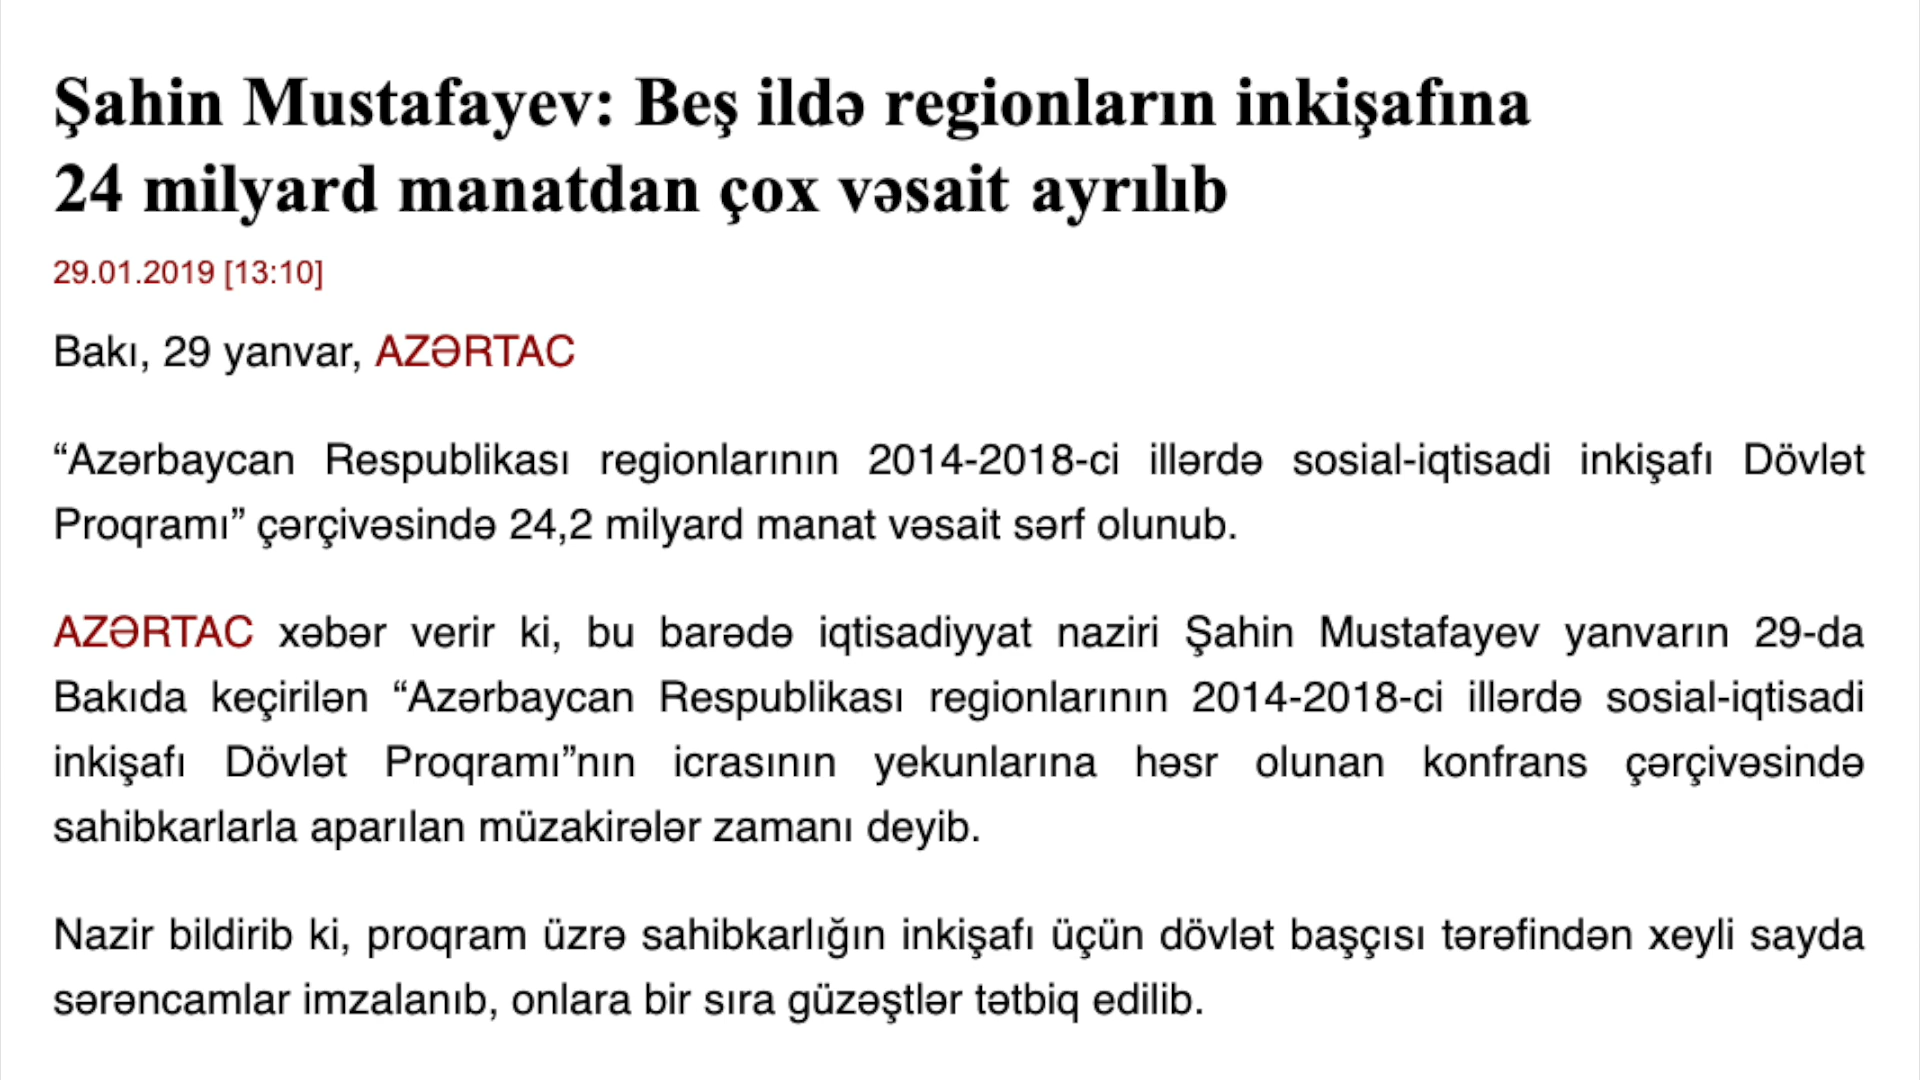 Şahin Mustafayev: Beş ildə regionların inkişafına
24 milyard manatdan çox vəsait ayrılıb
29.01.2019 [13:10]
Bakı, 29 yanvar, AZƏRTAC
“Azərbaycan Respublikası regionlarının 2014-2018-ci illərdə sosial-iqtisadi inkişafı Dövlət
Proqramı” çərçivəsində 24,2 milyard manat vəsait sərf olunub.
AZƏRTAC xəbər verir ki, bu barədə iqtisadiyyat naziri Şahin Mustafayev yanvarın 29-da
Bakıda keçirilən “Azərbaycan Respublikası regionlarının 2014-2018-ci illərdə sosial-iqtisadi
inkişafı Dövlət Proqramı”nın icrasının yekunlarına həsr olunan konfrans çərçivəsində
sahibkarlarla aparılan müzakirələr zamanı deyib.
Nazir bildirib ki, proqram üzrə sahibkarlığın inkişafı üçün dövlət başçısı tərəfindən xeyli sayda
sərəncamlar imzalanıb, onlara bir sıra güzəştlər tətbiq edilib.